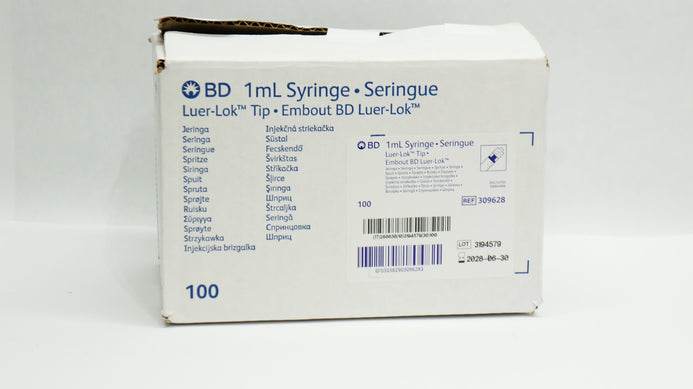 BD 1mL Syringe • Seringue
Luer-Lok™ Tip • Embout BD Luer-Lok™
Jeringa
Seringa
Seringue
Spritze
Siringa
Spuit
Spruta
Sprøjte
Ruisku
Σύριγγα
Sprøyte
Strzykawka
Injekcijska brizgalka
Injekčná striekačka
Süstal
Fecskendő
Švirkštas
Stříkačka
Šļirce
Şırınga
Шприц
Štrcaljka
Seringă
Спринцовка
Шприц
100
BD 1mL Syringe • Seringue
Luer-Lok™ Tip •
Embout BD Luer-Lok™
100
REF 309628
LOT 3194579
2028-06-30